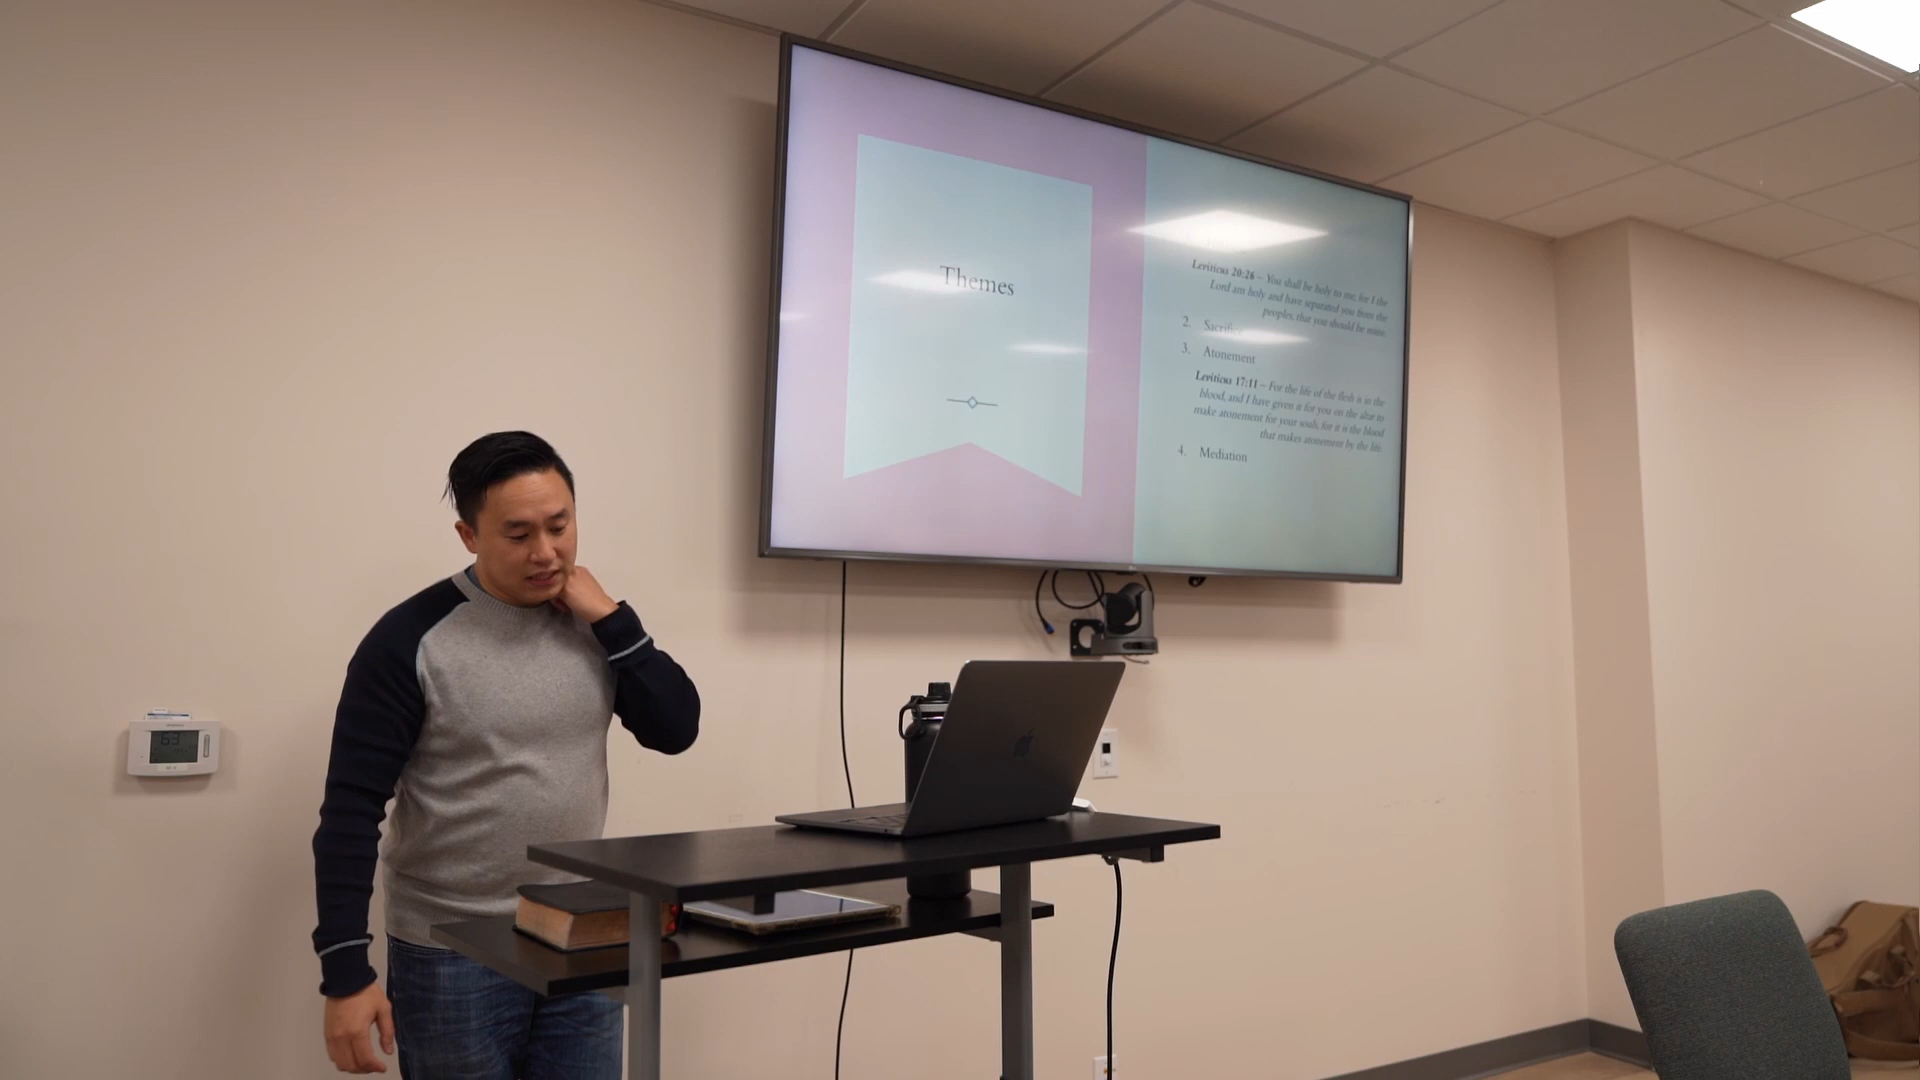 Themes
Leviticus 20:26 – You shall be holy to me, for I the
Lord am holy and have separated you from the
peoples, that you should be mine.
2. Sacrifice
3. Atonement
Leviticus 17:11 – For the life of the flesh is in the
blood, and I have given it for you on the altar to
make atonement for your souls, for it is the blood
that makes atonement by the life.
4. Mediation
63